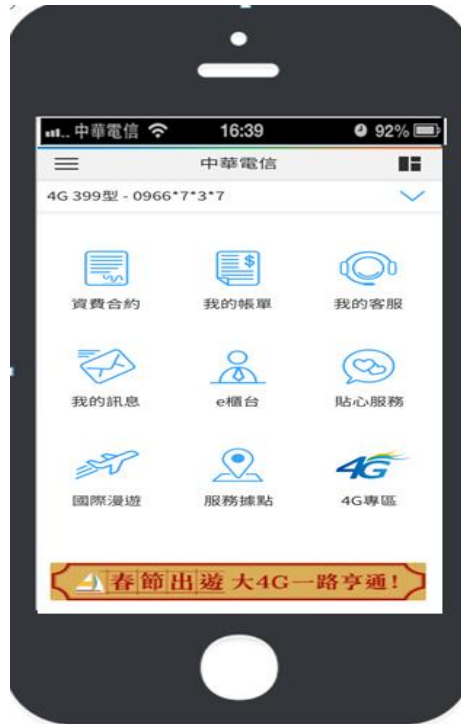 中華電信 16:39 92%
中華電信
4G 399型 - 0966*7*3*7
$
資費合約 我的帳單 我的客服
我的訊息 e櫃台 貼心服務
4G
國際漫遊 服務據點 4G專區
春節出遊 大4G一路亨通!